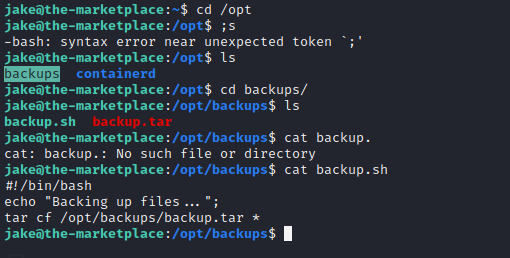 jake@the-marketplace:~$ cd /opt
jake@the-marketplace:/opt$ ;s
-bash: syntax error near unexpected token `;'
jake@the-marketplace:/opt$ ls
backups  containerd
jake@the-marketplace:/opt$ cd backups/
jake@the-marketplace:/opt/backups$ ls
backup.sh  backup.tar
jake@the-marketplace:/opt/backups$ cat backup.
cat: backup.: No such file or directory
jake@the-marketplace:/opt/backups$ cat backup.sh
#!/bin/bash
echo "Backing up files...";
tar cf /opt/backups/backup.tar *
jake@the-marketplace:/opt/backups$